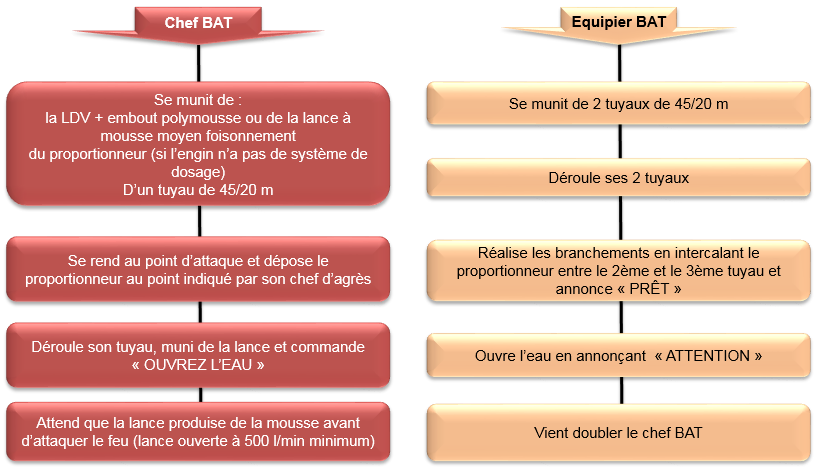 Chef BAT
Se munit de :
la LDV + embout polymousse ou de la lance à
mousse moyen foisonnement
du proportionneur (si l'engin n'a pas de système de
dosage)
D'un tuyau de 45/20 m
Se rend au point d'attaque et dépose le
proportionneur au point indiqué par son chef d'agrès
Déroule son tuyau, muni de la lance et commande
« OUVREZ L'EAU »
Attend que la lance produise de la mousse avant
d'attaquer le feu (lance ouverte à 500 l/min minimum)
Equipier BAT
Se munit de 2 tuyaux de 45/20 m
Déroule ses 2 tuyaux
Réalise les branchements en intercalant le
proportionneur entre le 2ème et le 3ème tuyau et
annonce « PRÊT »
Ouvre l'eau en annonçant « ATTENTION »
Vient doubler le chef BAT